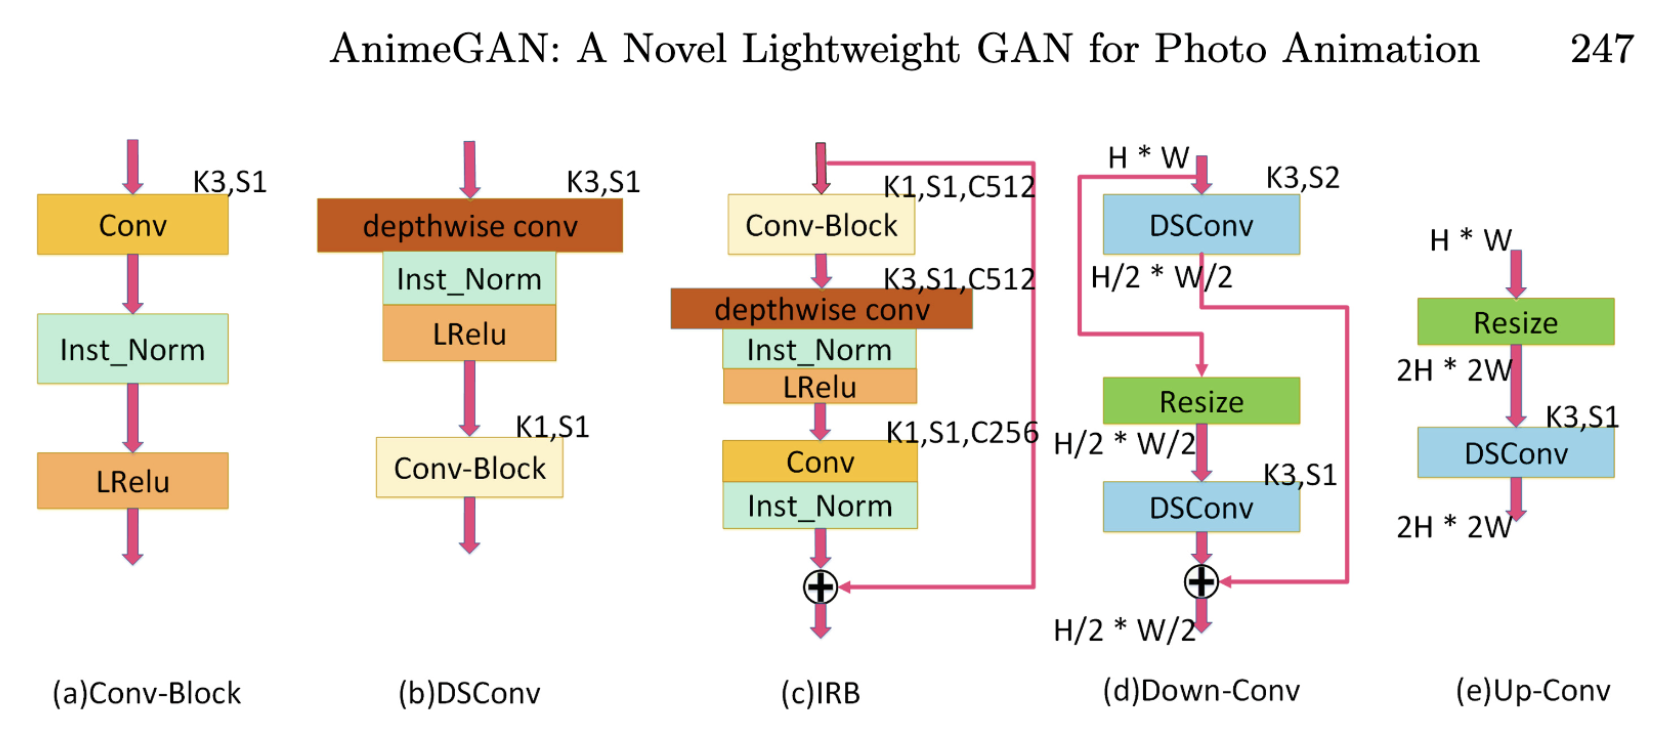 AnimeGAN: A Novel Lightweight GAN for Photo Animation 247
K3,S1
Conv
Inst_Norm
LRelu
(a)Conv-Block
K3,S1
depthwise conv
Inst_Norm
LRelu
K1,S1
Conv-Block
(b)DSConv
K1,S1,C512
Conv-Block
K3,S1,C512
depthwise conv
Inst_Norm
LRelu
K1,S1,C256
Conv
Inst_Norm
(c)IRB
H * W
K3,S2
DSConv
H/2 * W/2
Resize
H/2 * W/2
K3,S1
DSConv
H/2 * W/2
(d)Down-Conv
H * W
Resize
2H * 2W
K3,S1
DSConv
2H * 2W
(e)Up-Conv